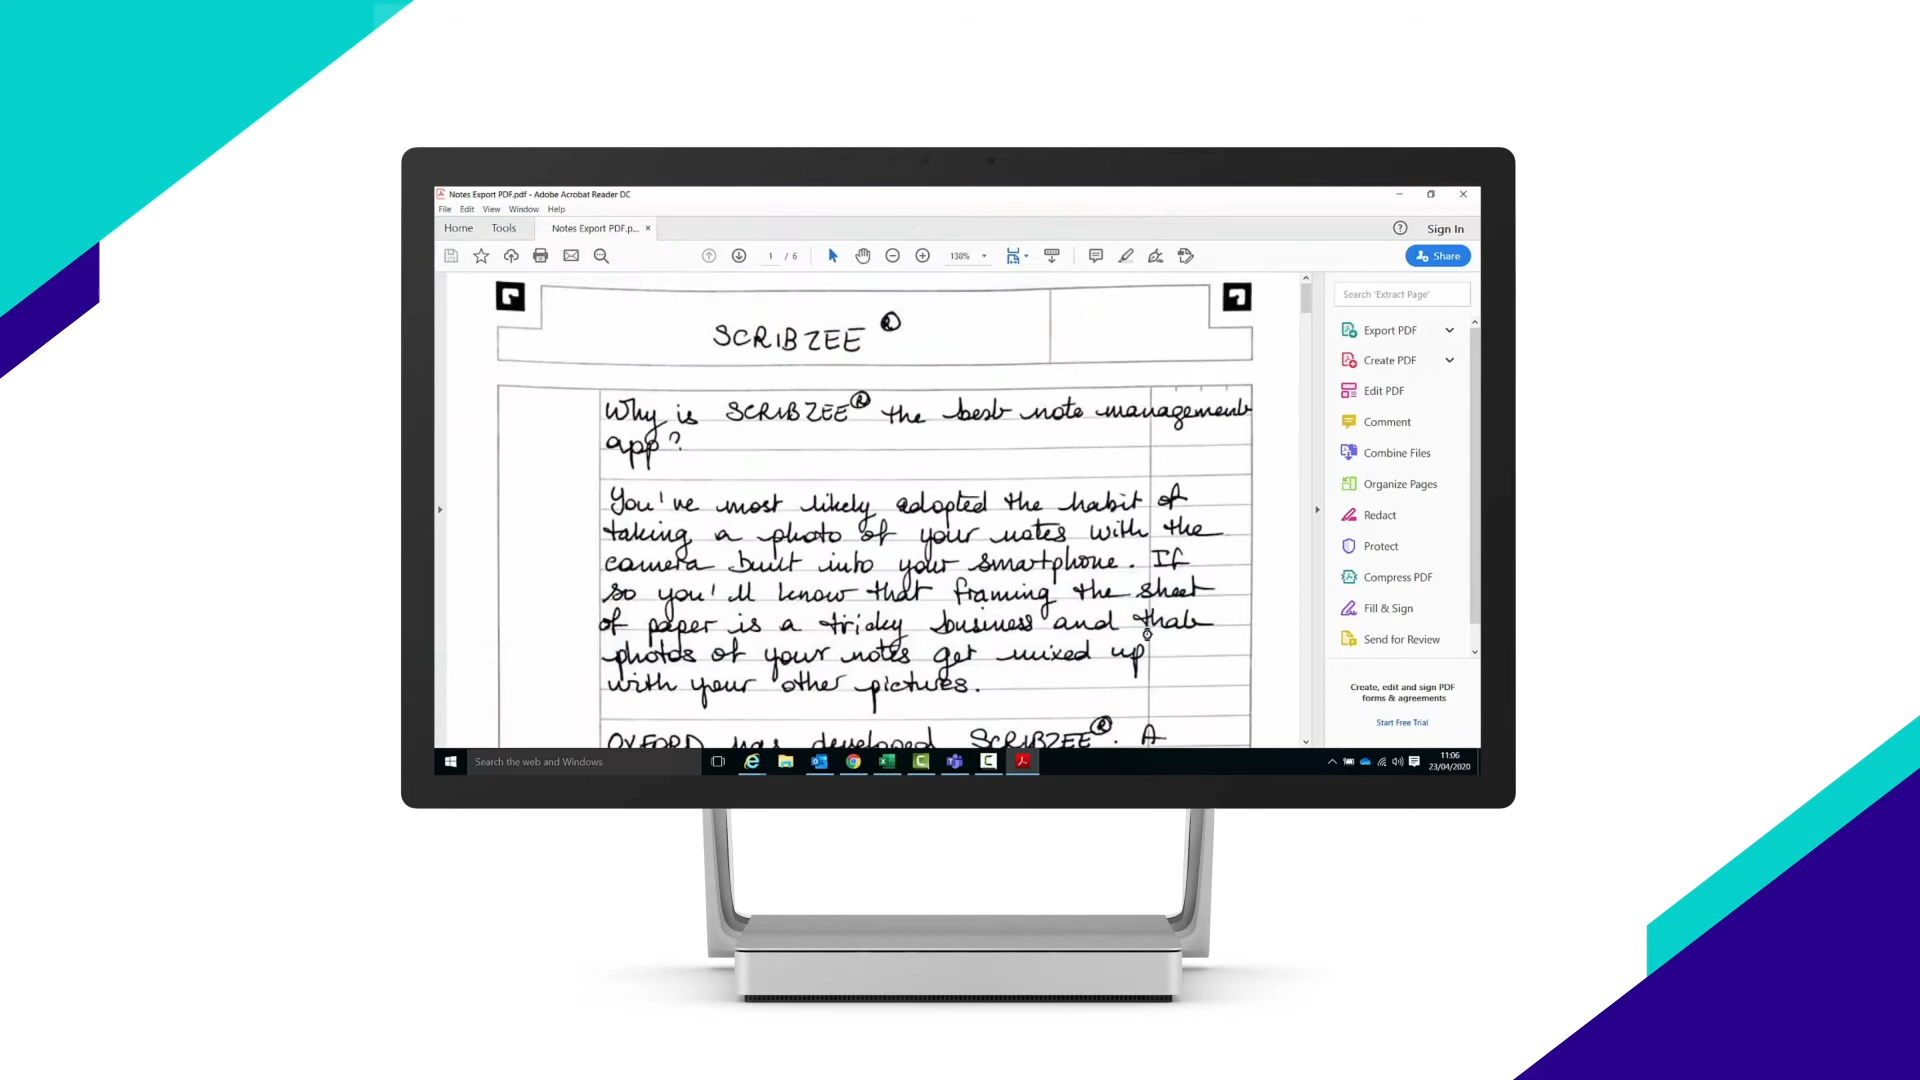 Notes Export PDF.pdf - Adobe Acrobat Reader DC
File Edit View Window Help
Home Tools Notes Export PDF.p... Sign In
1 / 6 138% Share
Search 'Extract Page'
Export PDF
Create PDF
Edit PDF
Comment
Combine Files
Organize Pages
Redact
Protect
Compress PDF
Fill & Sign
Send for Review
Create, edit and sign PDF
forms & agreements
Start Free Trial
SCRIBZEE ®
Why is SCRIBZEE® the best note management
app?
You've most likely adopted the habit of
taking a photo of your notes with the
camera built into your smartphone. If
so you'll know that framing the sheet
of paper is a tricky business and that
photos of your notes get mixed up
with your other pictures.
OXFORD has developed SCRIBZEE®. A
Search the web and Windows
11:06
23/04/2020